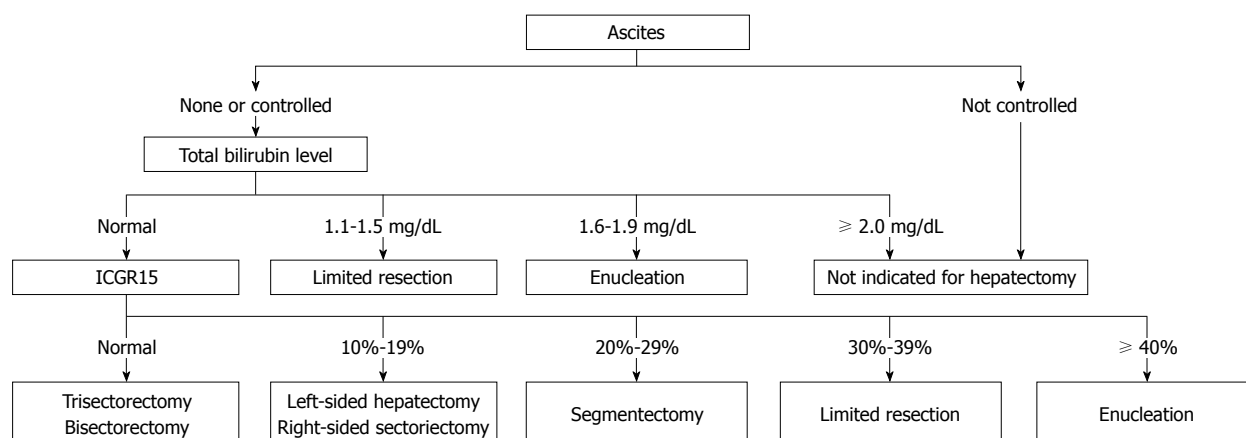 Ascites
None or controlled
Not controlled
Total bilirubin level
Normal
1.1-1.5 mg/dL
1.6-1.9 mg/dL
⩾ 2.0 mg/dL
ICGR15
Limited resection
Enucleation
Not indicated for hepatectomy
Normal
10%-19%
20%-29%
30%-39%
⩾ 40%
Trisectorectomy
Bisectorectomy
Left-sided hepatectomy
Right-sided sectoriectomy
Segmentectomy
Limited resection
Enucleation